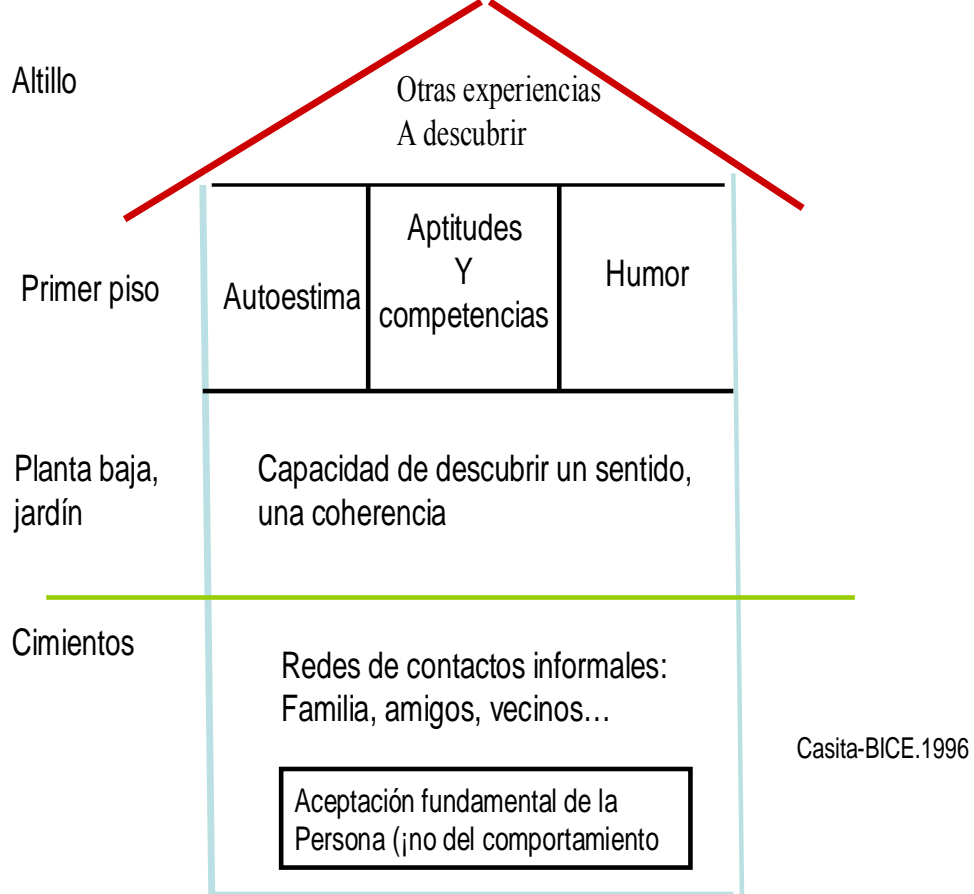 Altillo
Otras experiencias
A descubrir
Primer piso
Autoestima
Aptitudes
Y
competencias
Humor
Planta baja,
jardín
Capacidad de descubrir un sentido,
una coherencia
Cimientos
Redes de contactos informales:
Familia, amigos, vecinos…
Casita-BICE.1996
Aceptación fundamental de la
Persona (¡no del comportamiento